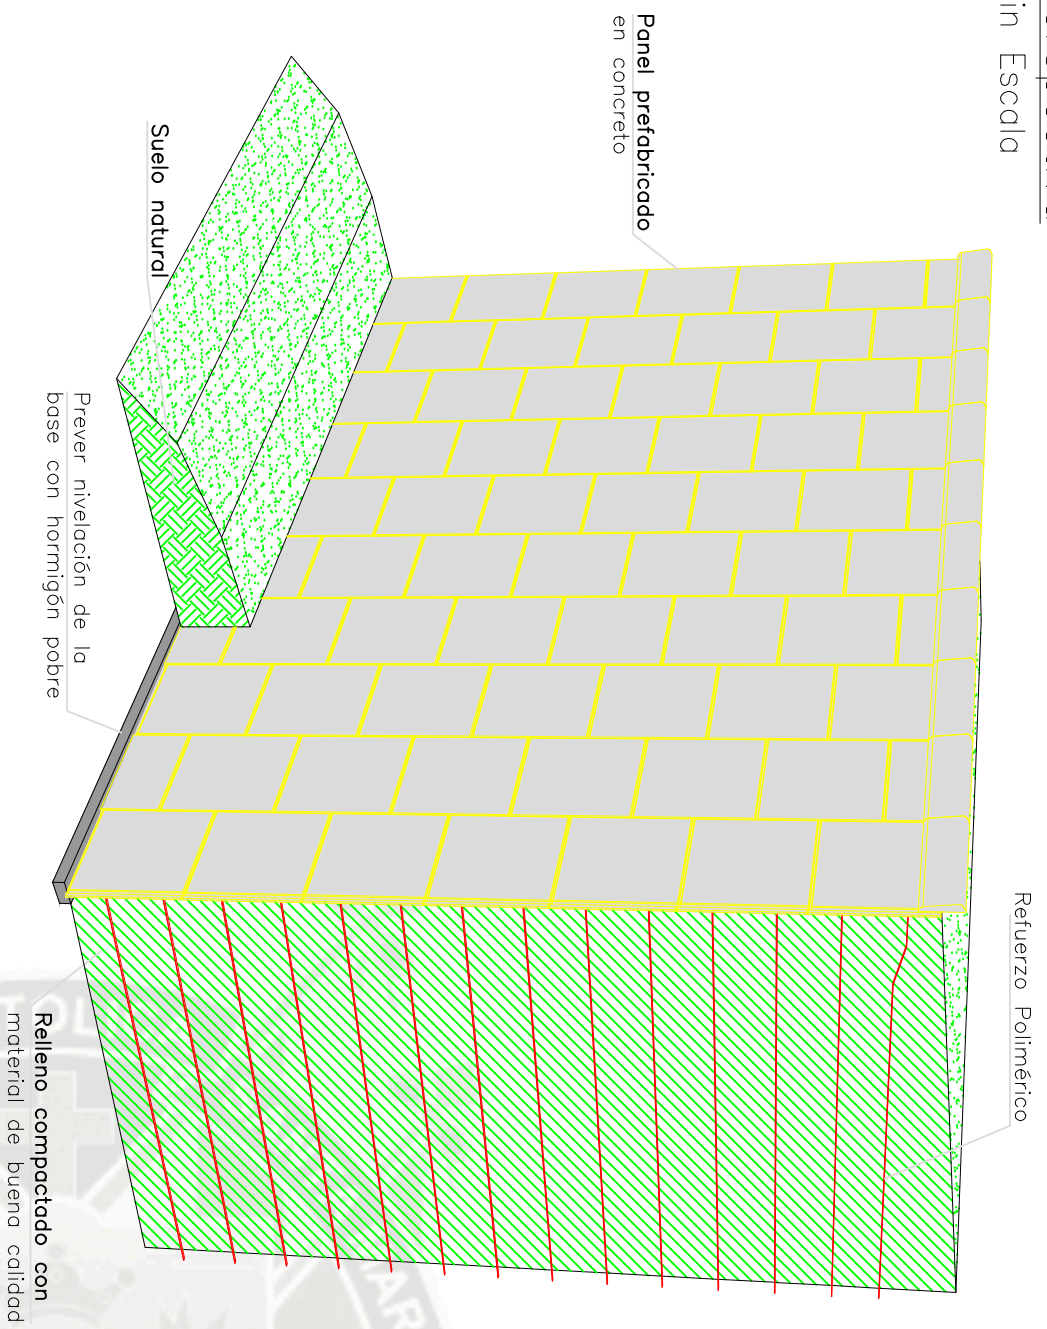 in Escala
Panel prefabricado
en concreto
Suelo natural
Prever nivelación de la
base con hormigón pobre
Refuerzo Polimérico
Relleno compactado con
material de buena calidad